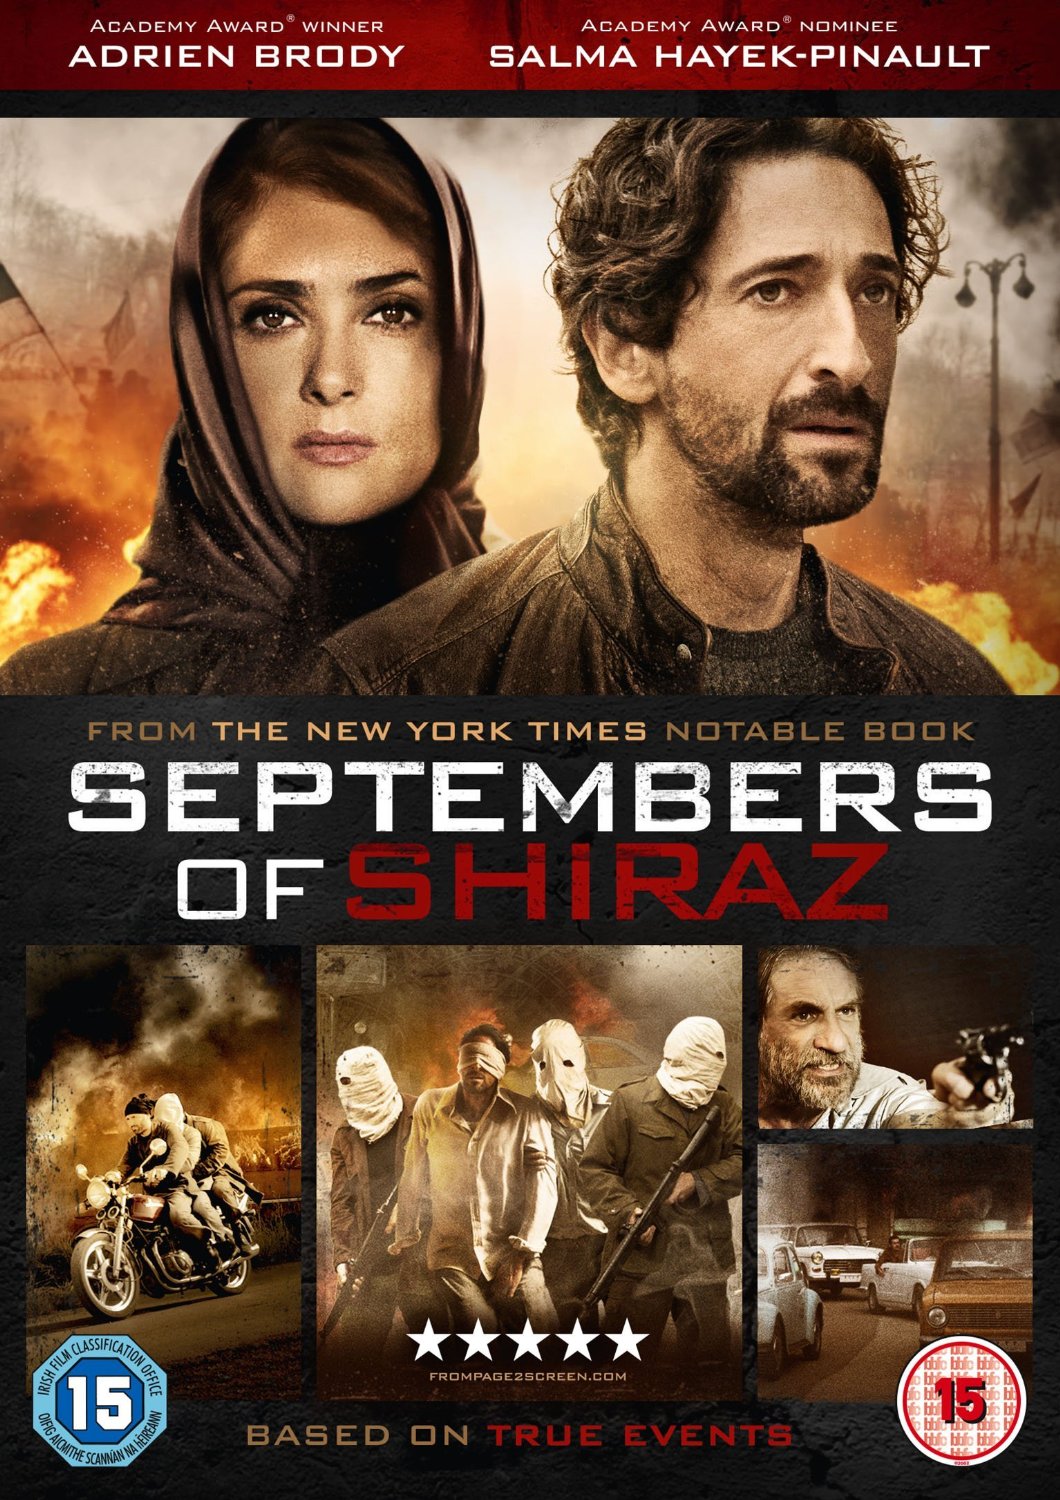 ACADEMY AWARD® WINNER
ADRIEN BRODY
ACADEMY AWARD® NOMINEE
SALMA HAYEK-PINAULT
FROM THE NEW YORK TIMES NOTABLE BOOK
SEPTEMBERS
OF SHIRAZ
FROMPAGE2SCREEN.COM
IRISH FILM CLASSIFICATION OFFICE
15
OIFIG AICMITHE SCANNÁN NA HÉIREANN
BASED ON TRUE EVENTS
bbfc
15